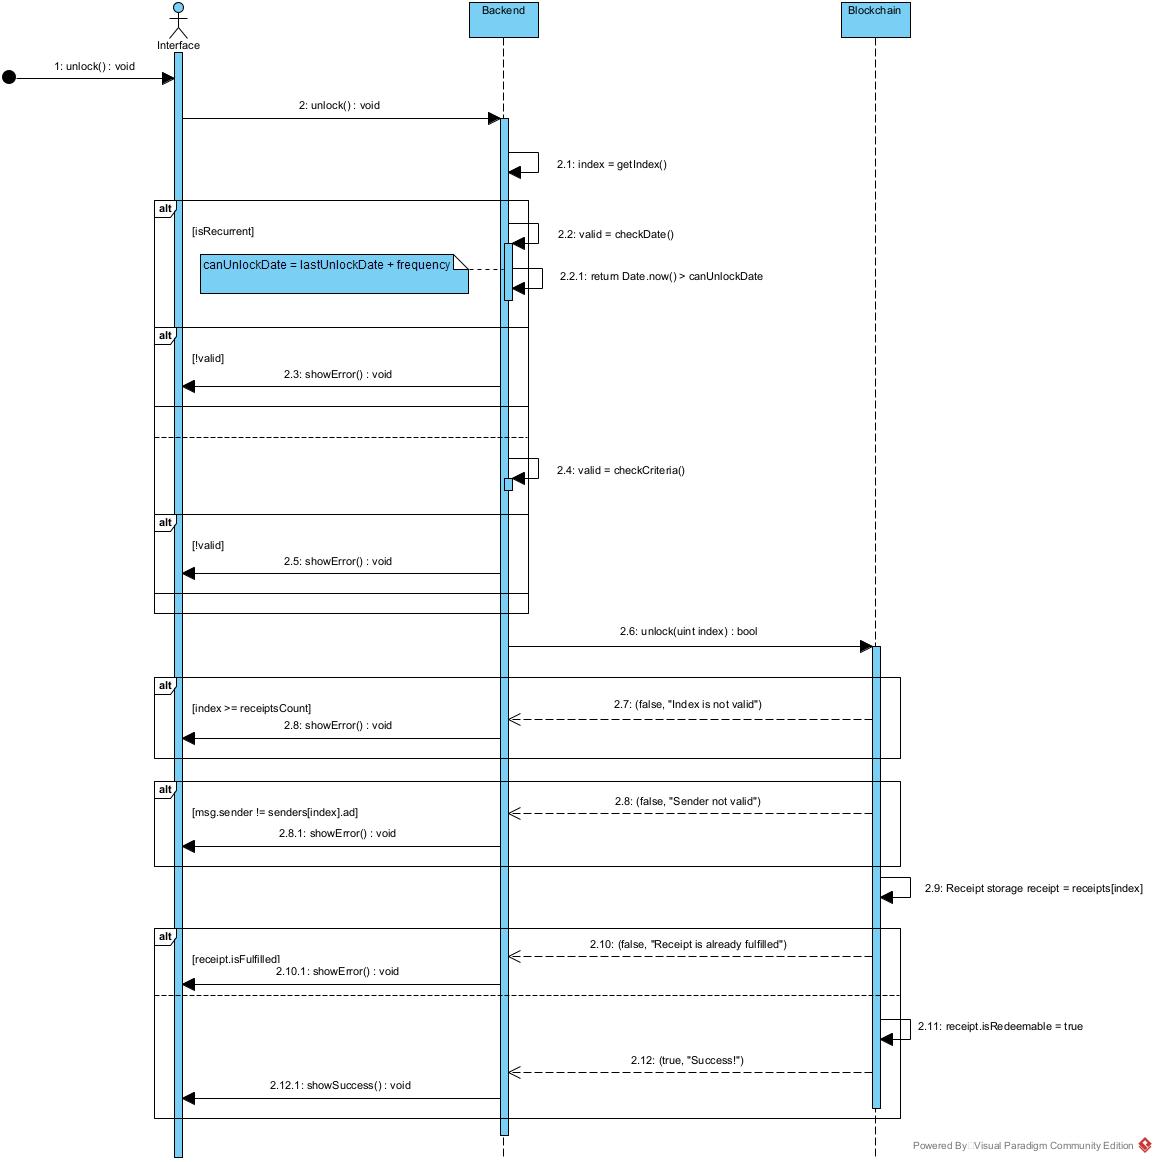 Backend
Blockchain
Interface
1: unlock() : void
2: unlock() : void
2.1: index = getIndex()
alt
[isRecurrent]
2.2: valid = checkDate()
canUnlockDate = lastUnlockDate + frequency
2.2.1: return Date.now() > canUnlockDate
alt
[!valid]
2.3: showError() : void
2.4: valid = checkCriteria()
alt
[!valid]
2.5: showError() : void
2.6: unlock(uint index) : bool
alt
2.7: (false, "Index is not valid")
[index >= receiptsCount]
2.8: showError() : void
alt
2.8: (false, "Sender not valid")
[msg.sender != senders[index].ad]
2.8.1: showError() : void
2.9: Receipt storage receipt = receipts[index]
alt
2.10: (false, "Receipt is already fulfilled")
[receipt.isFulfilled]
2.10.1: showError() : void
2.11: receipt.isRedeemable = true
2.12: (true, "Success!")
2.12.1: showSuccess() : void
Powered By Visual Paradigm Community Edition